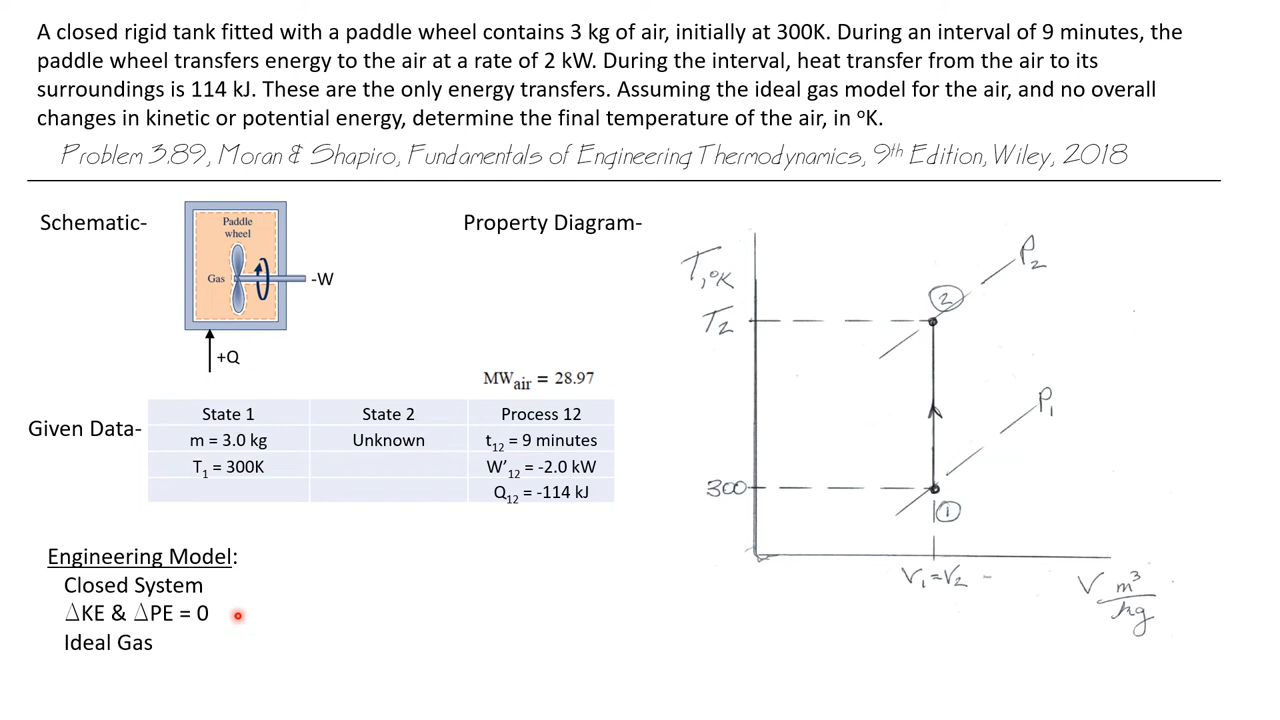 A closed rigid tank fitted with a paddle wheel contains 3 kg of air, initially at 300K. During an interval of 9 minutes, the
paddle wheel transfers energy to the air at a rate of 2 kW. During the interval, heat transfer from the air to its
surroundings is 114 kJ. These are the only energy transfers. Assuming the ideal gas model for the air, and no overall
changes in kinetic or potential energy, determine the final temperature of the air, in ᵒK.
Problem 3.89, Moran & Shapiro, Fundamentals of Engineering Thermodynamics, 9th Edition, Wiley, 2018
Schematic-
Paddle
wheel
Gas
-W
+Q
Property Diagram-
T, °K
T₂
300
P₂
②
P₁
①
V₁=V₂
V m³/kg
MWair = 28.97
Given Data-
State 1 State 2 Process 12
m = 3.0 kg Unknown t₁₂ = 9 minutes
T₁ = 300K W’₁₂ = -2.0 kW
Q₁₂ = -114 kJ
Engineering Model:
Closed System
△KE & △PE = 0
Ideal Gas